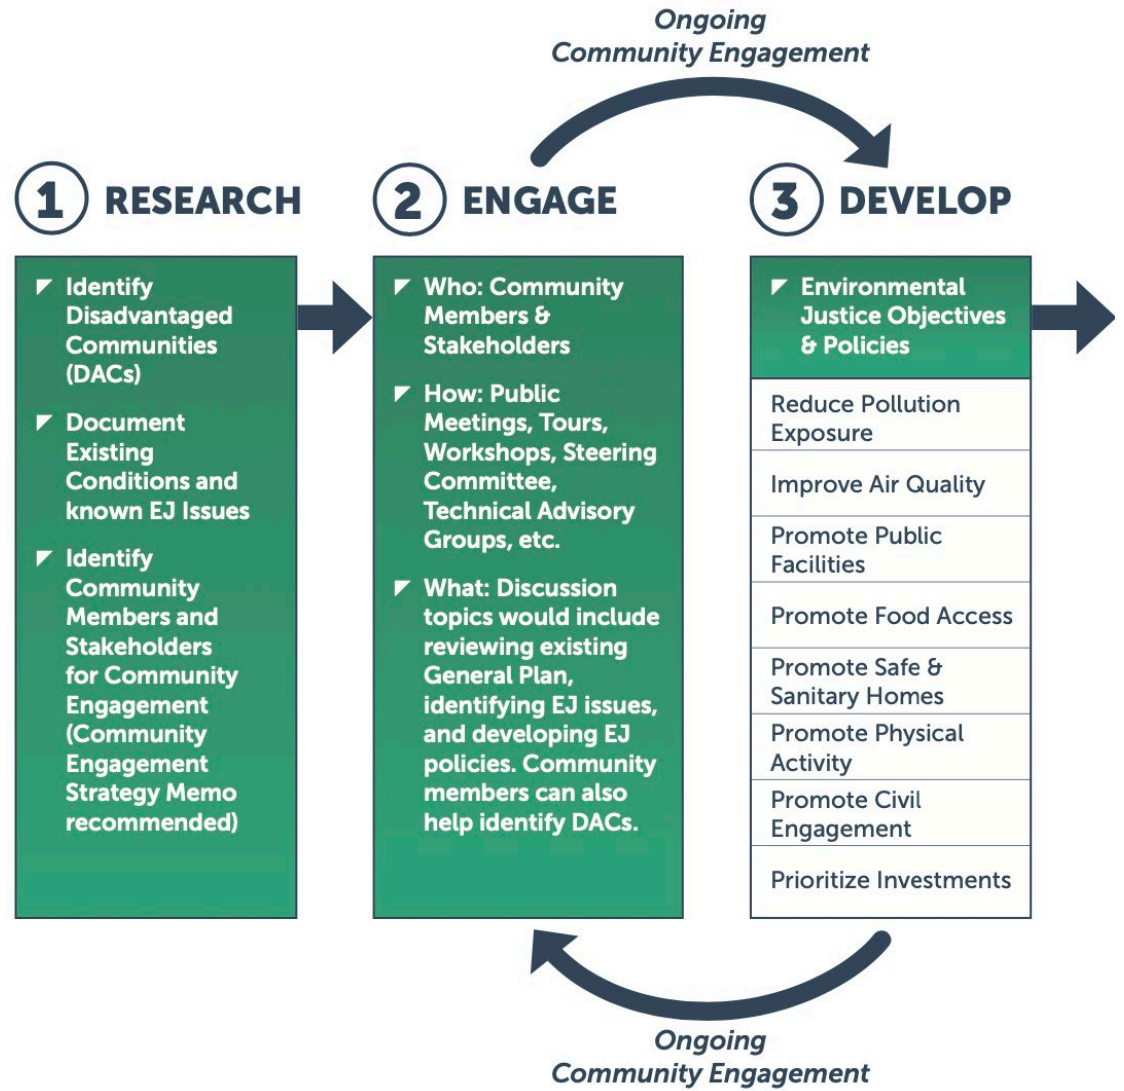 Ongoing
Community Engagement
1 RESEARCH
Identify
Disadvantaged
Communities
(DACs)
Document
Existing
Conditions and
known EJ Issues
Identify
Community
Members and
Stakeholders
for Community
Engagement
(Community
Engagement
Strategy Memo
recommended)
2 ENGAGE
Who: Community
Members &
Stakeholders
How: Public
Meetings, Tours,
Workshops, Steering
Committee,
Technical Advisory
Groups, etc.
What: Discussion
topics would include
reviewing existing
General Plan,
identifying EJ issues,
and developing EJ
policies. Community
members can also
help identify DACs.
3 DEVELOP
Environmental
Justice Objectives
& Policies
Reduce Pollution
Exposure
Improve Air Quality
Promote Public
Facilities
Promote Food Access
Promote Safe &
Sanitary Homes
Promote Physical
Activity
Promote Civil
Engagement
Prioritize Investments
Ongoing
Community Engagement